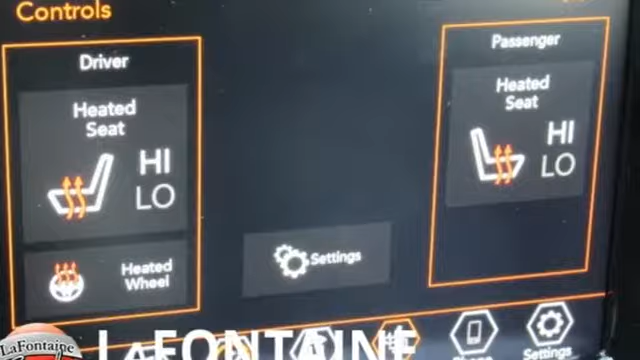 Controls
Driver
Heated
Seat
HI
LO
Heated
Wheel
Settings
Passenger
Heated
Seat
HI
LO
Settings
LaFontaine
LAFONTAINE